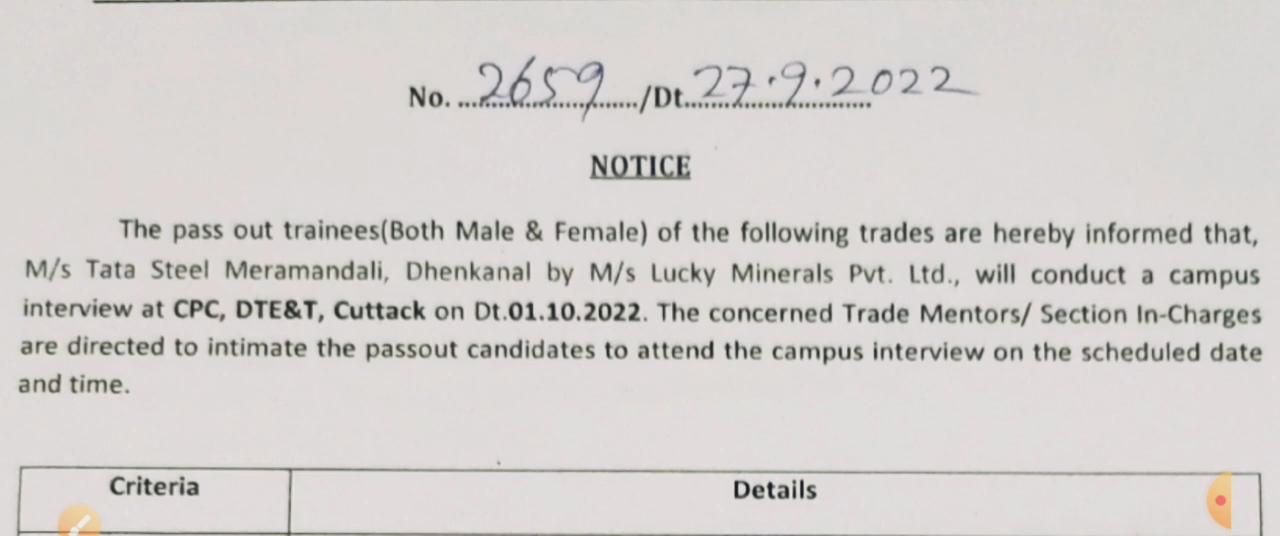 No. ...2659....../Dt..27.9.2022
NOTICE
The pass out trainees(Both Male & Female) of the following trades are hereby informed that,
M/s Tata Steel Meramandali, Dhenkanal by M/s Lucky Minerals Pvt. Ltd., will conduct a campus
interview at CPC, DTE&T, Cuttack on Dt.01.10.2022. The concerned Trade Mentors/ Section In-Charges
are directed to intimate the passout candidates to attend the campus interview on the scheduled date
and time.
Criteria Details